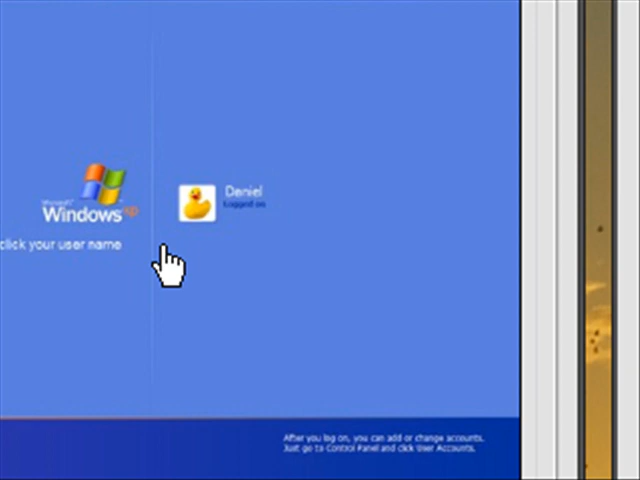 Microsoft
Windows xp
click your user name
Daniel
Logged on
After you log on, you can add or change accounts.
Just go to Control Panel and click User Accounts.